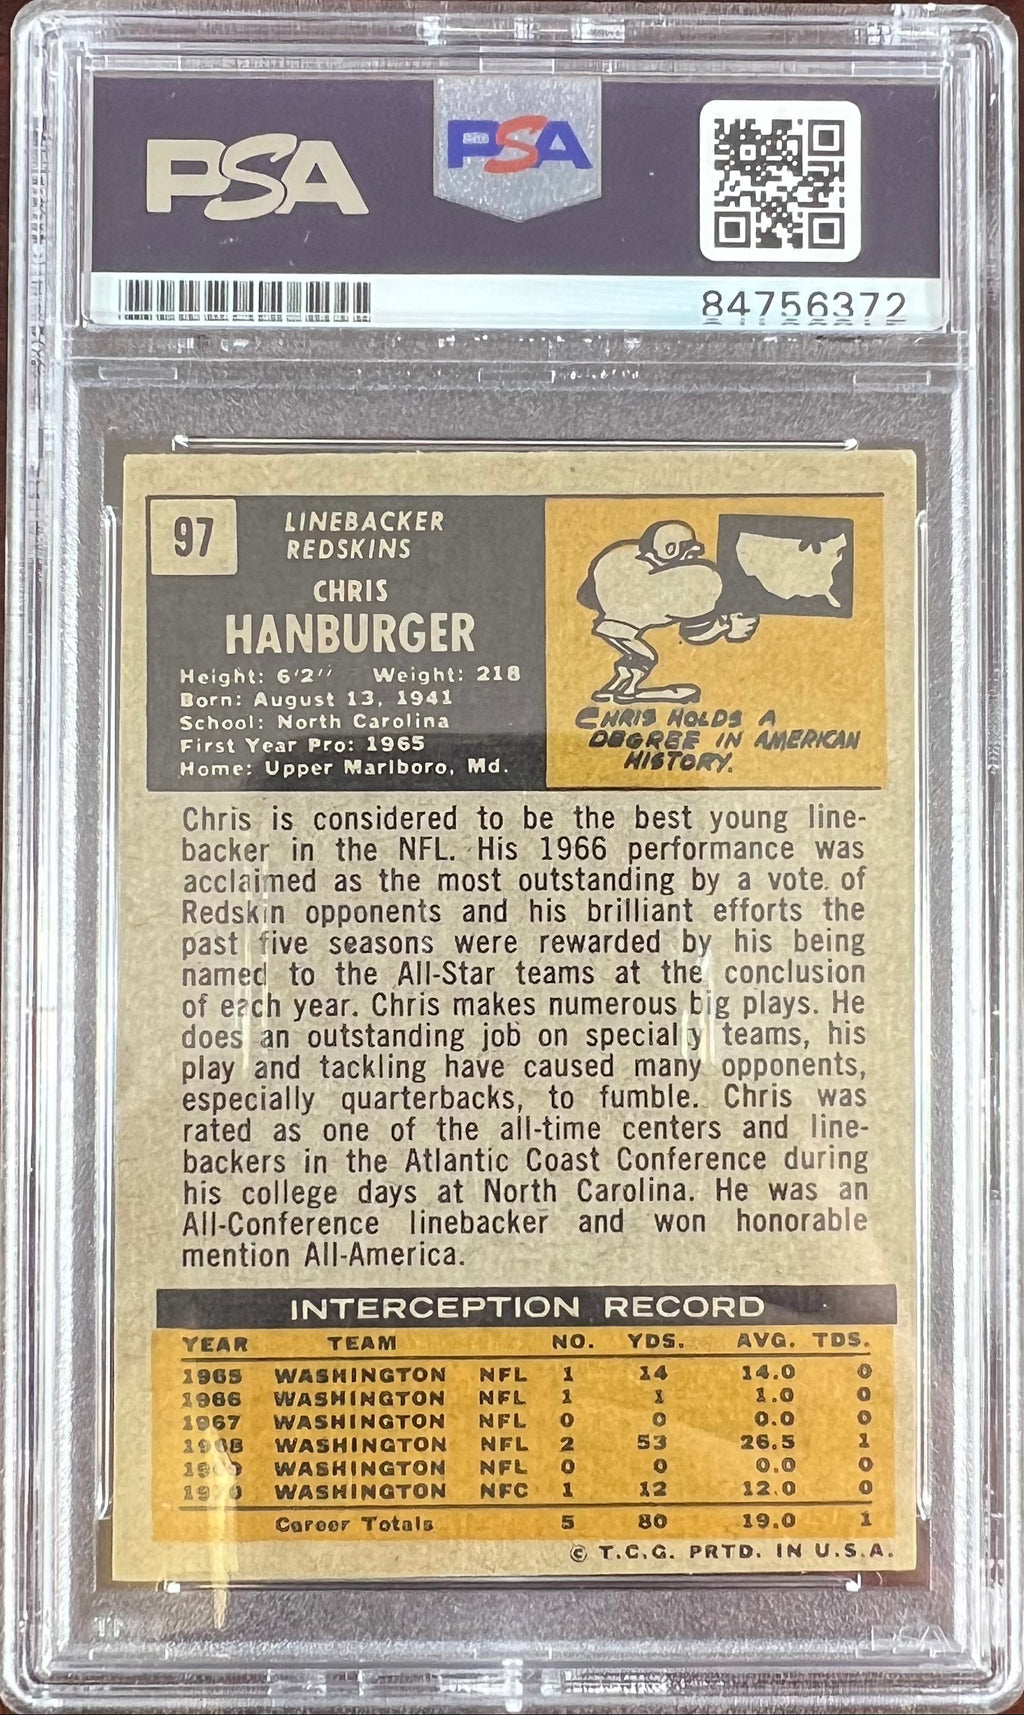 PSA
PSA
84756372
97
LINEBACKER
REDSKINS
CHRIS
HANBURGER
Height: 6'2" Weight: 218
Born: August 13, 1941
School: North Carolina
First Year Pro: 1965
Home: Upper Marlboro, Md.
CHRIS HOLDS A
DEGREE IN AMERICAN
HISTORY.
Chris is considered to be the best young line-
backer in the NFL. His 1966 performance was
acclaimed as the most outstanding by a vote of
Redskin opponents and his brilliant efforts the
past five seasons were rewarded by his being
named to the All-Star teams at the conclusion
of each year. Chris makes numerous big plays. He
does an outstanding job on specialty teams, his
play and tackling have caused many opponents,
especially quarterbacks, to fumble. Chris was
rated as one of the all-time centers and line-
backers in the Atlantic Coast Conference during
his college days at North Carolina. He was an
All-Conference linebacker and won honorable
mention All-America.
INTERCEPTION RECORD
YEAR TEAM NO. YDS. AVG. TDS.
1965 WASHINGTON NFL 1 14 14.0 0
1966 WASHINGTON NFL 1 1 1.0 0
1967 WASHINGTON NFL 0 0 0.0 0
1968 WASHINGTON NFL 2 53 26.5 1
1969 WASHINGTON NFL 0 0 0.0 0
1970 WASHINGTON NFC 1 12 12.0 0
Career Totals 5 80 19.0 1
© T.C.G. PRTD. IN U.S.A.